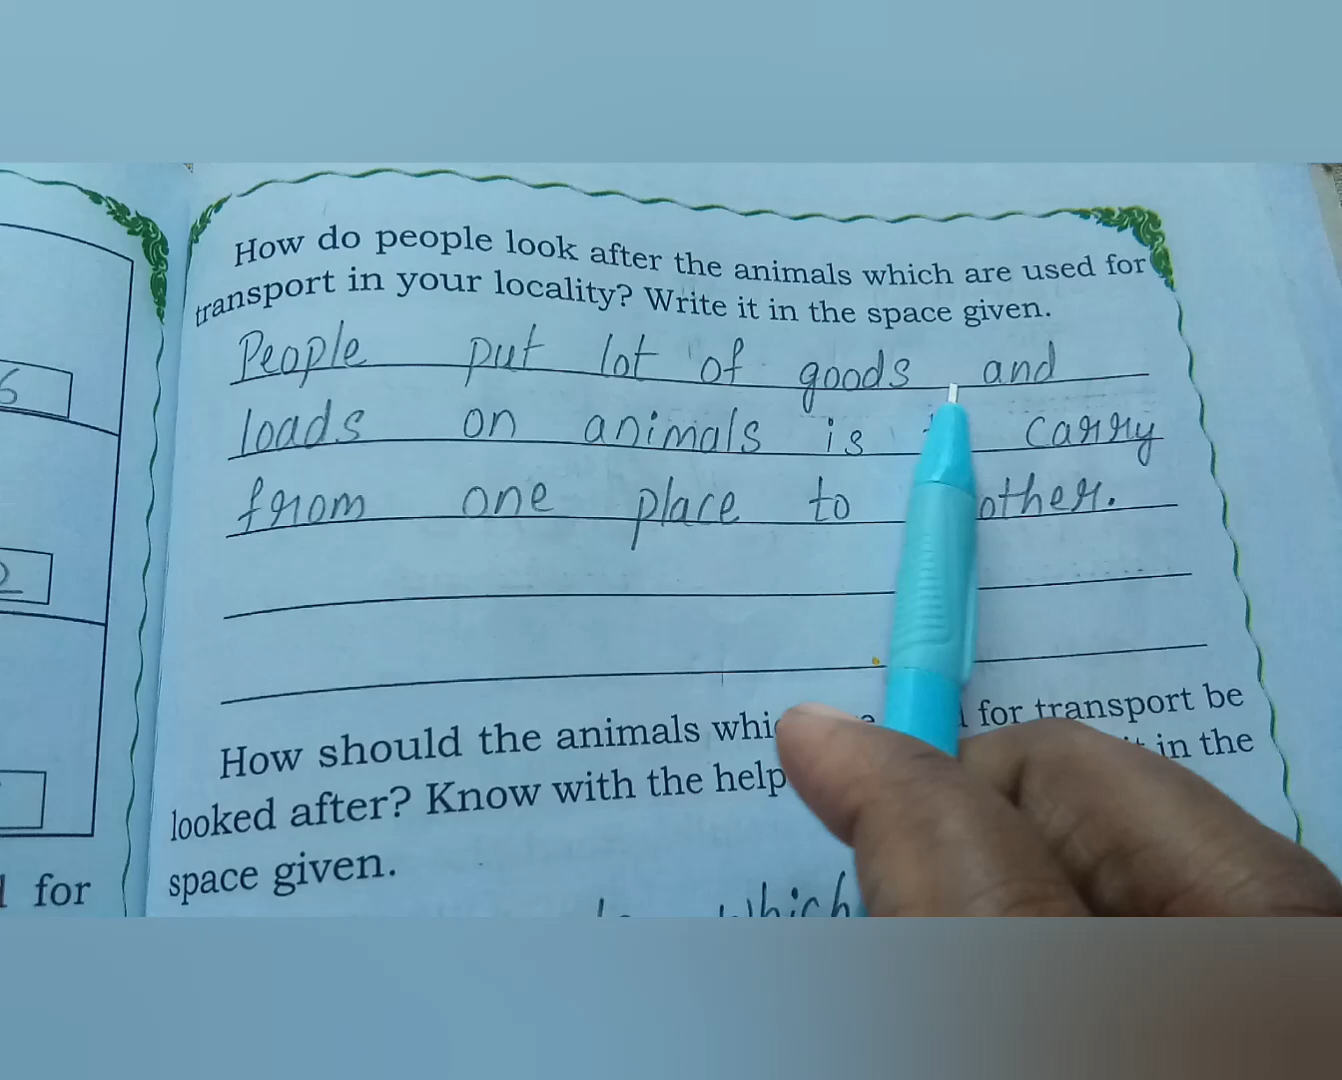 How do people look after the animals which are used for
transport in your locality? Write it in the space given.
People put lot of goods and
loads on animals is carry
from one place to other.
How should the animals for transport be
looked after? Know with the help in the
space given.
which
for